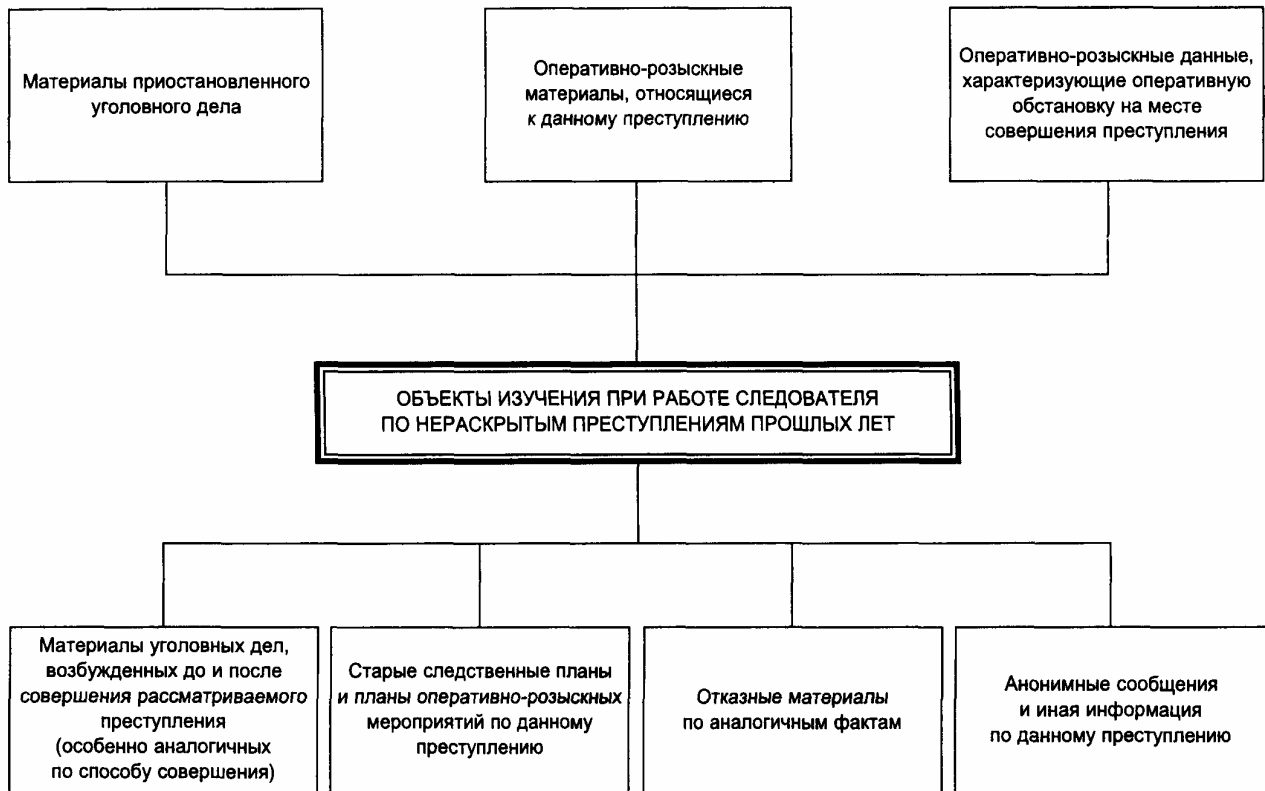 Материалы приостановленного
уголовного дела
Оперативно-розыскные
материалы, относящиеся
к данному преступлению
Оперативно-розыскные данные,
характеризующие оперативную
обстановку на месте
совершения преступления
ОБЪЕКТЫ ИЗУЧЕНИЯ ПРИ РАБОТЕ СЛЕДОВАТЕЛЯ
ПО НЕРАСКРЫТЫМ ПРЕСТУПЛЕНИЯМ ПРОШЛЫХ ЛЕТ
Материалы уголовных дел,
возбужденных до и после
совершения рассматриваемого
преступления
(особенно аналогичных
по способу совершения)
Старые следственные планы
и планы оперативно-розыскных
мероприятий по данному
преступлению
Отказные материалы
по аналогичным фактам
Анонимные сообщения
и иная информация
по данному преступлению